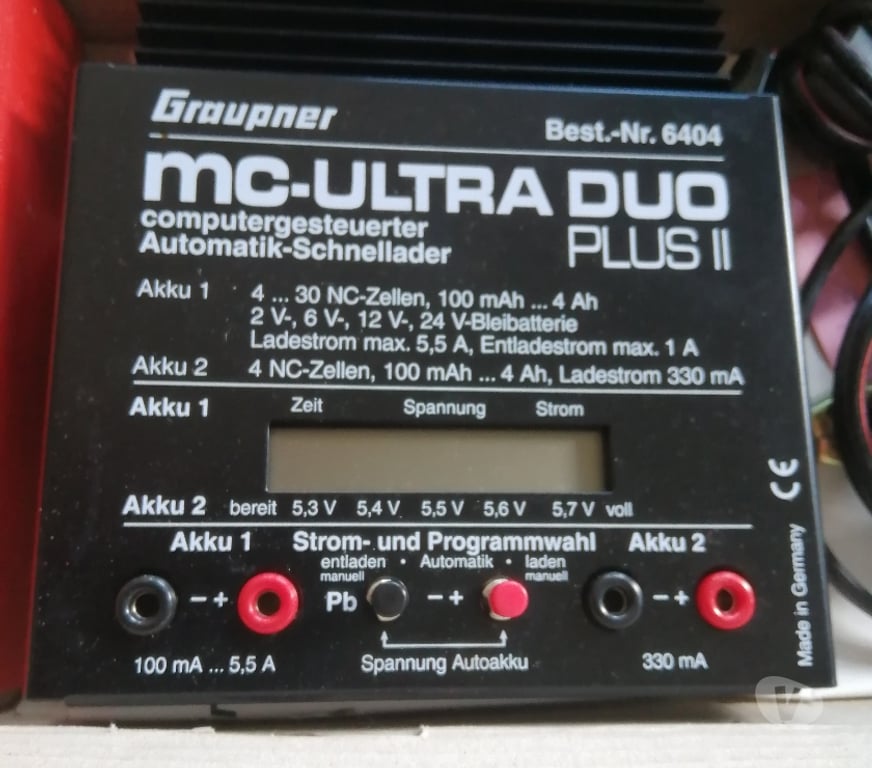 Graupner
Best.-Nr. 6404
mc-ULTRA DUO
PLUS II
computergesteuerter
Automatik-Schnellader
Akku 1 4 ... 30 NC-Zellen, 100 mAh ... 4 Ah
2 V-, 6 V-, 12 V-, 24 V-Bleibatterie
Ladestrom max. 5,5 A, Entladestrom max. 1 A
Akku 2 4 NC-Zellen, 100 mAh ... 4 Ah, Ladestrom 330 mA
Akku 1 Zeit Spannung Strom
Akku 2 bereit 5,3 V 5,4 V 5,5 V 5,6 V 5,7 V voll
Akku 1 Strom- und Programmwahl Akku 2
entladen • Automatik • laden
manuell manuell
− + Pb − + − +
100 mA ... 5,5 A Spannung Autoakku 330 mA
CE
Made in Germany